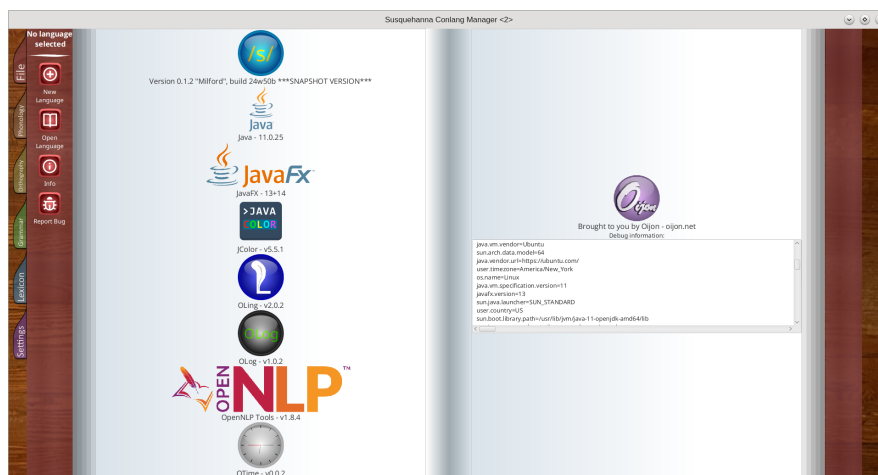 Susquehanna Conlang Manager <2>
No language
selected
File
New
Language
Phonology
Open
Language
Orthography
Info
Report Bug
Grammar
Lexicon
Settings
/s/
Version 0.1.2 "Milford", build 24w50b ***SNAPSHOT VERSION***
Java
Java - 11.0.25
JavaFX
JavaFX - 13+14
>JAVA
COLOR
JColor - v5.5.1
OLing - v2.0.2
OLog
OLog - v1.0.2
OPEN NLP™
OpenNLP Tools - v1.8.4
OTime - v0.0.2
Oijon
Brought to you by Oijon - oijon.net
Debug information:
java.vm.vendor=Ubuntu
sun.arch.data.model=64
java.vendor.url=https://ubuntu.com/
user.timezone=America/New_York
os.name=Linux
java.vm.specification.version=11
javafx.version=13
sun.java.launcher=SUN_STANDARD
user.country=US
sun.boot.library.path=/usr/lib/jvm/java-11-openjdk-amd64/lib